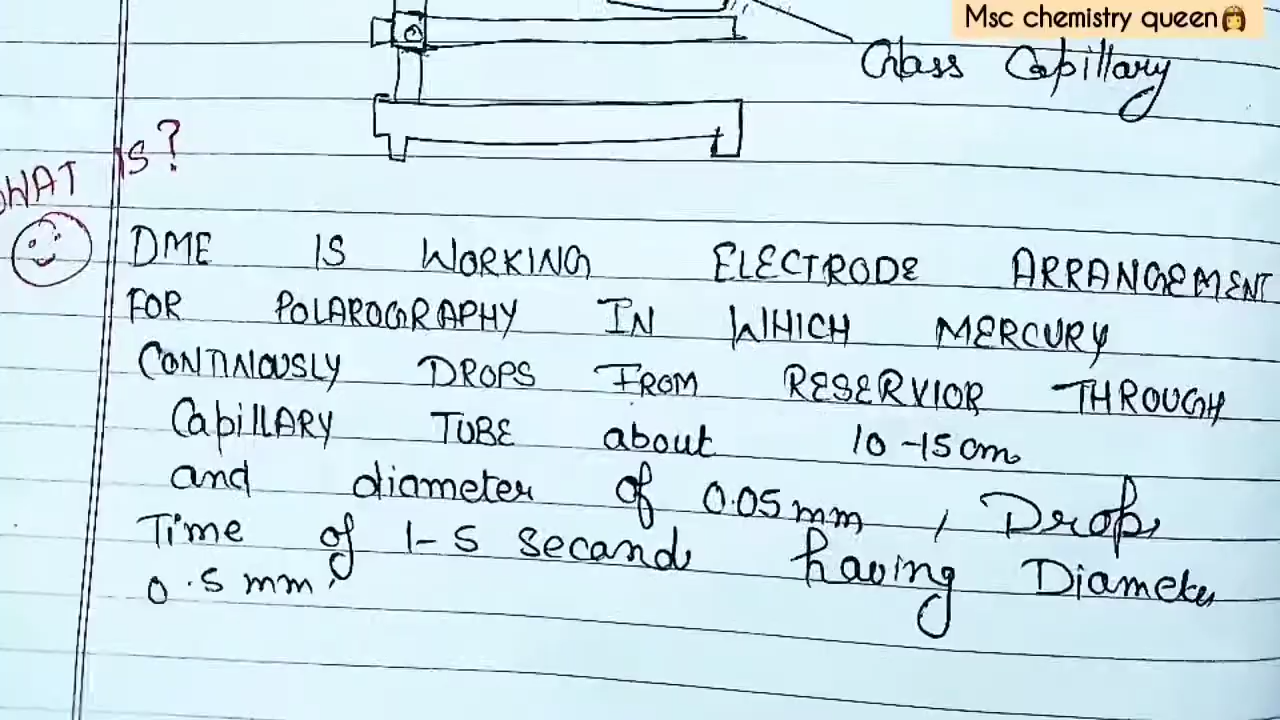 Msc chemistry queen👸
Glass Capillary
WHAT IS?
DME IS WORKING ELECTRODE ARRANGEMENT
FOR POLAROGRAPHY IN WHICH MERCURY
CONTINOUSLY DROPS FROM RESERVIOR THROUGH
CapillARY TUBE about 10-15cm
and diameter of 0.05mm, Drop
Time of 1-5 second having Diameter
0.5mm.